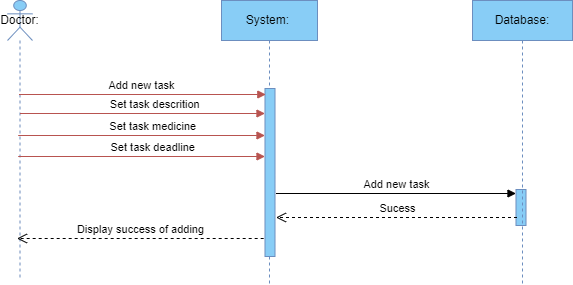 Doctor:
System:
Database:
Add new task
Set task descrition
Set task medicine
Set task deadline
Add new task
Sucess
Display success of adding